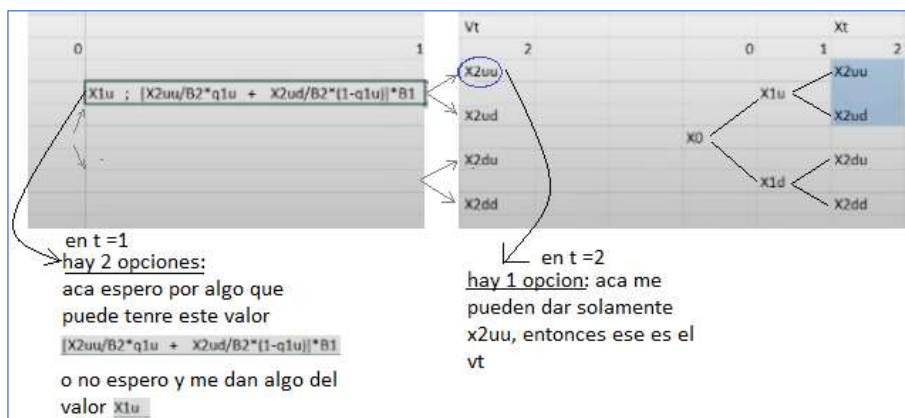 Vt Xt
0 1 2 0 1 2
X2uu X2uu
X1u ; [X2uu/B2*q1u + X2ud/B2*(1-q1u)]*B1 X1u
X2ud X2ud
X0
X2du X2du
X1d
X2dd X2dd
en t =1
hay 2 opciones:
aca espero por algo que
puede tenre este valor
[X2uu/B2*q1u + X2ud/B2*(1-q1u)]*B1
o no espero y me dan algo del
valor X1u
en t =2
hay 1 opcion: aca me
pueden dar solamente
x2uu, entonces ese es el
vt